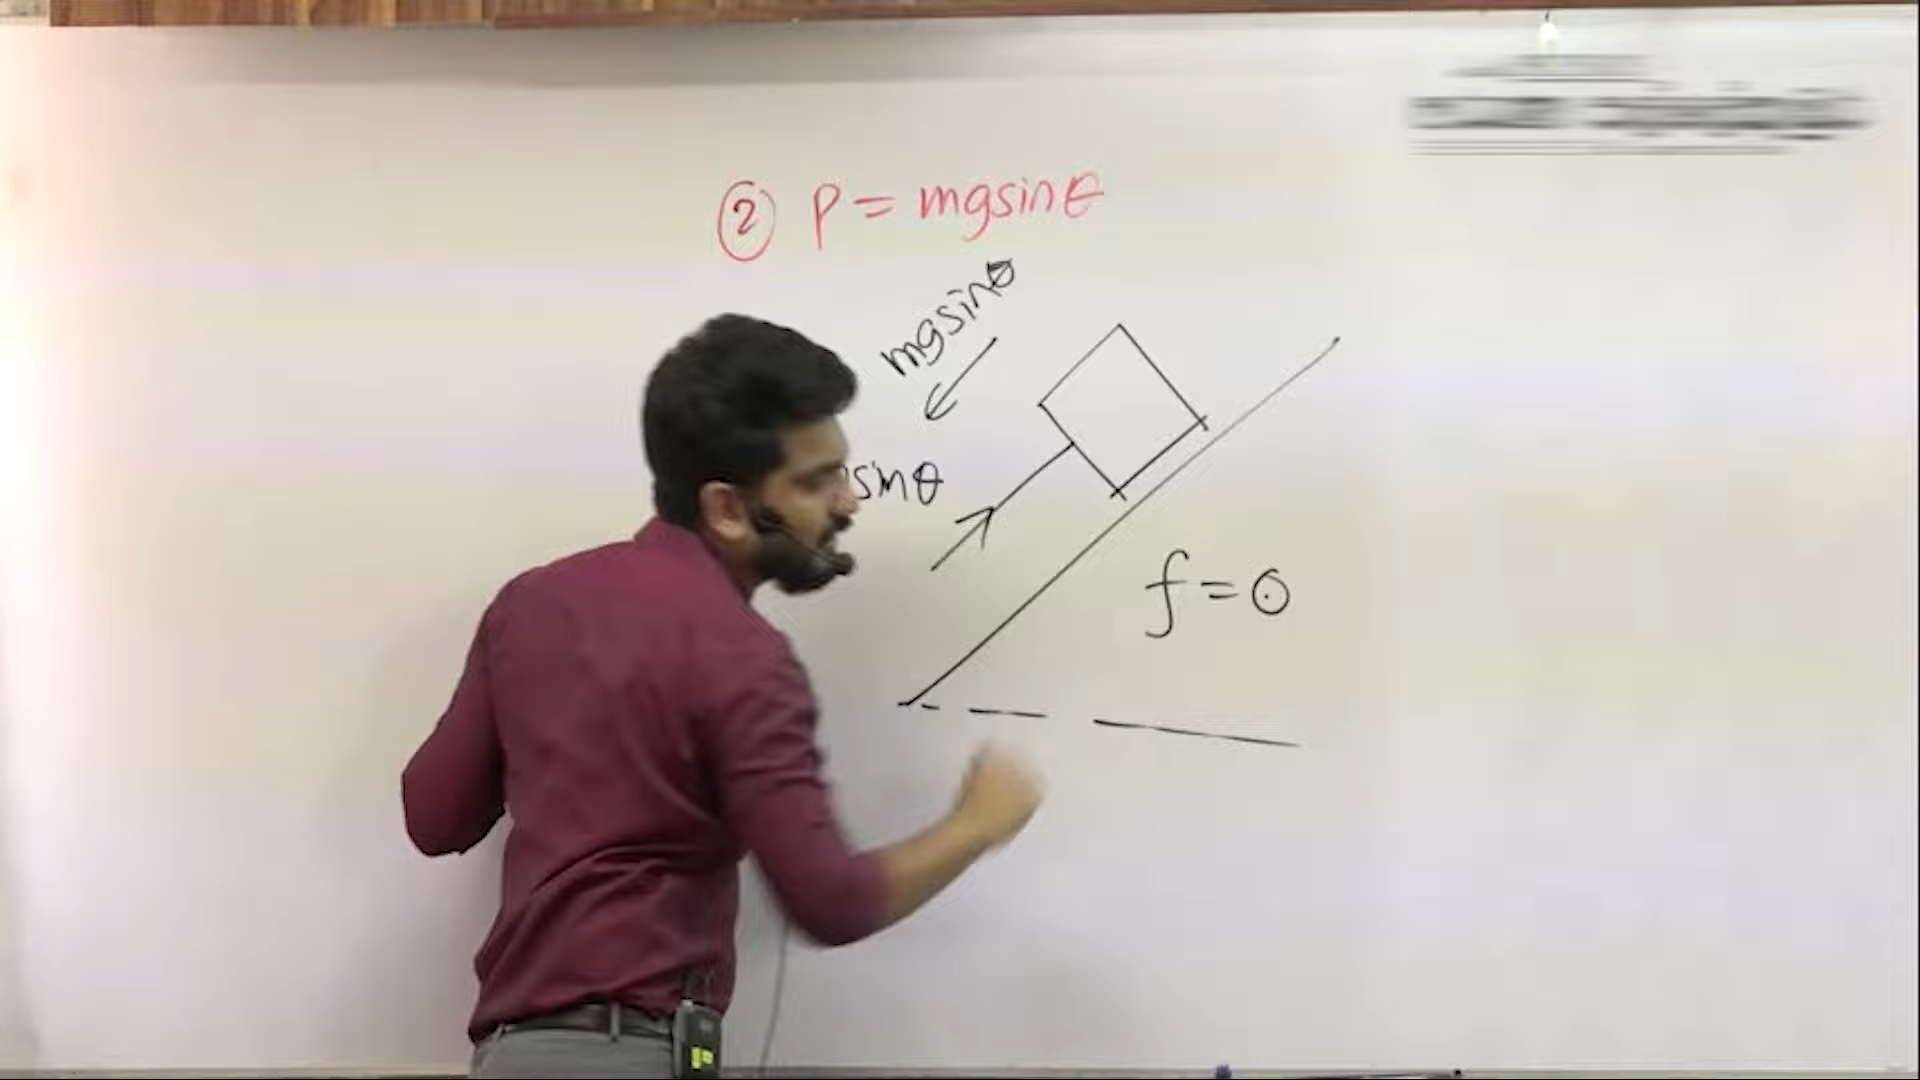 ② P = mgsinθ
mgsinθ
sinθ
f = 0